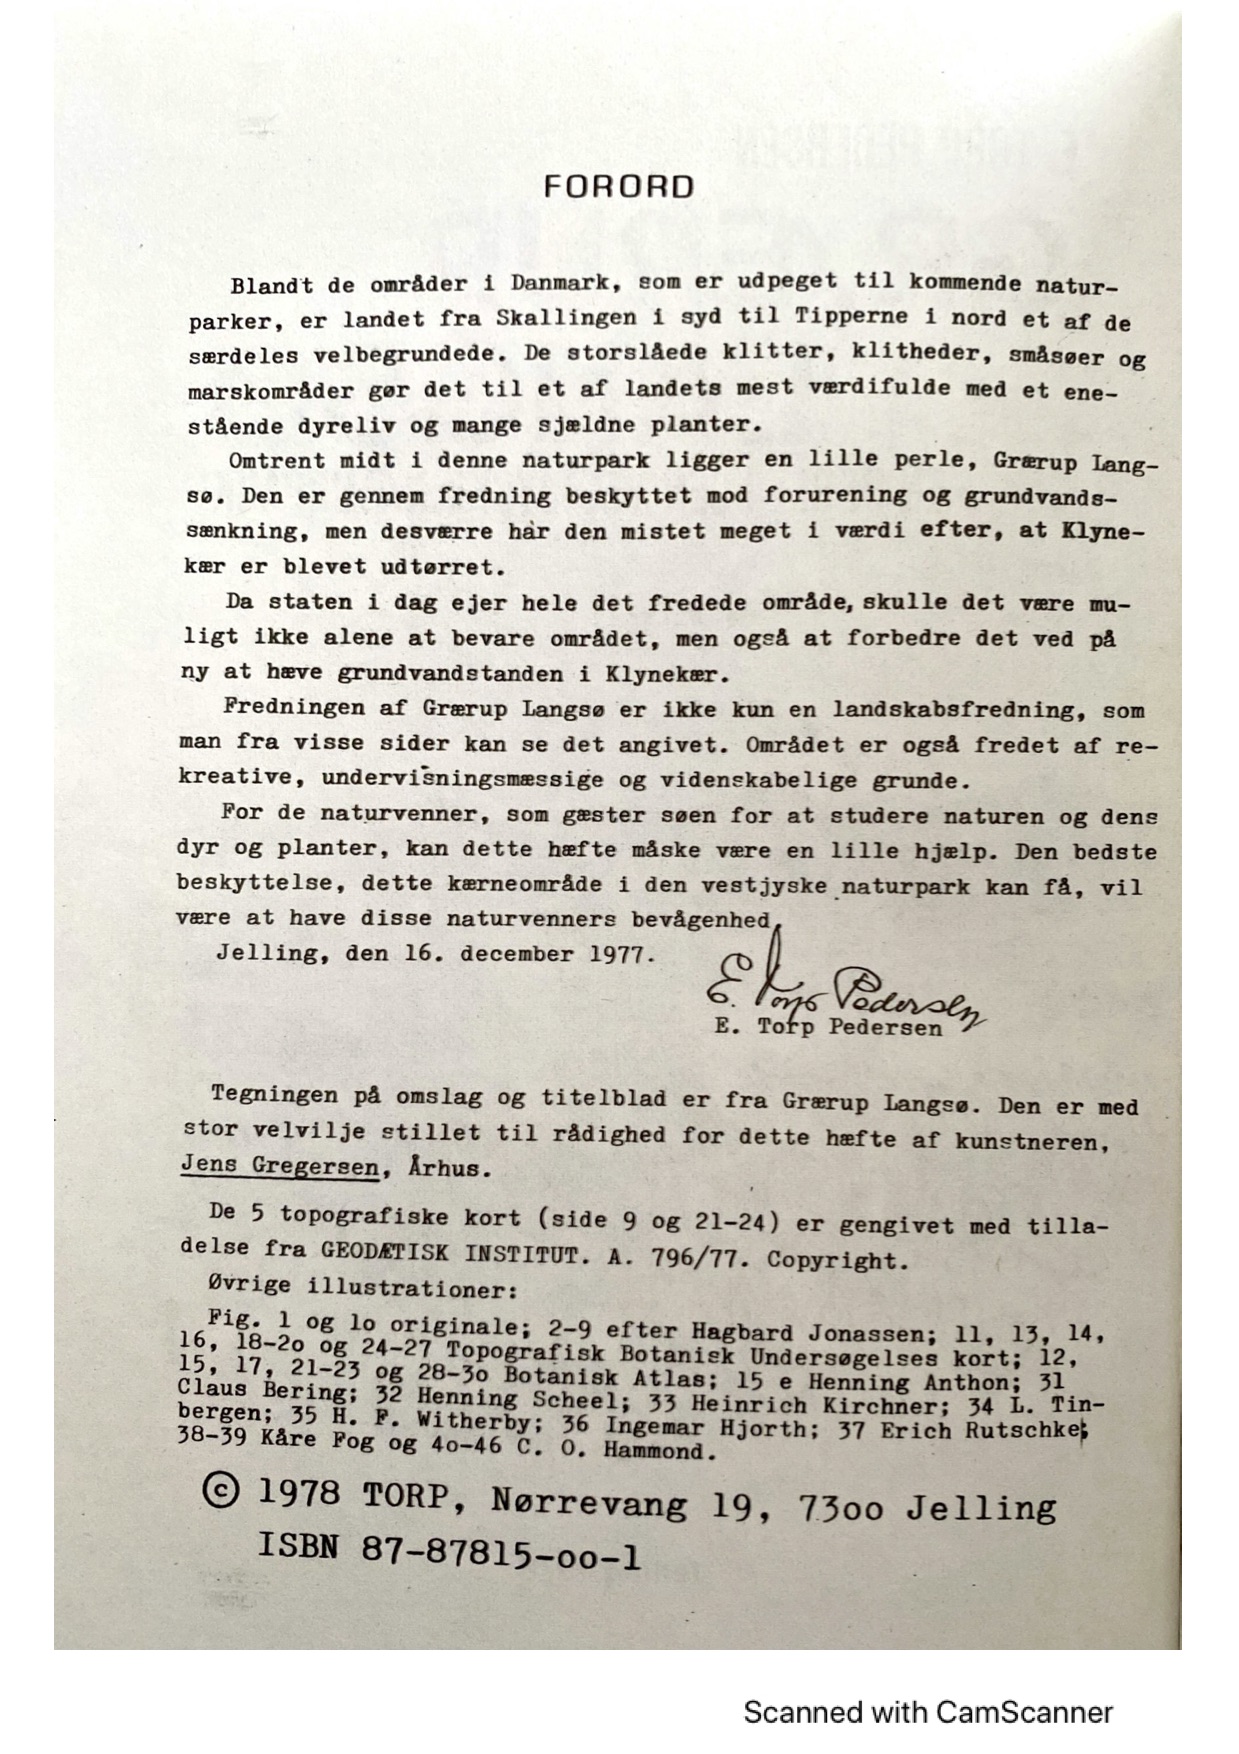 FORORD
Blandt de områder i Danmark, som er udpeget til kommende natur-
parker, er landet fra Skallingen i syd til Tipperne i nord et af de
særdeles velbegrundede. De storslåede klitter, klitheder, småsøer og
marskområder gør det til et af landets mest værdifulde med et ene-
stående dyreliv og mange sjældne planter.
Omtrent midt i denne naturpark ligger en lille perle, Grærup Lang-
sø. Den er gennem fredning beskyttet mod forurening og grundvands-
sænkning, men desværre har den mistet meget i værdi efter, at Klyne-
kær er blevet udtørret.
Da staten i dag ejer hele det fredede område, skulle det være mu-
ligt ikke alene at bevare området, men også at forbedre det ved på
ny at hæve grundvandstanden i Klynekær.
Fredningen af Grærup Langsø er ikke kun en landskabsfredning, som
man fra visse sider kan se det angivet. Området er også fredet af re-
kreative, undervisningsmæssige og videnskabelige grunde.
For de naturvenner, som gæster søen for at studere naturen og dens
dyr og planter, kan dette hæfte måske være en lille hjælp. Den bedste
beskyttelse, dette kærneområde i den vestjyske naturpark kan få, vil
være at have disse naturvenners bevågenhed.
Jelling, den 16. december 1977.
E. Torp Pedersen
E. Torp Pedersen
Tegningen på omslag og titelblad er fra Grærup Langsø. Den er med
stor velvilje stillet til rådighed for dette hæfte af kunstneren,
Jens Gregersen, Århus.
De 5 topografiske kort (side 9 og 21-24) er gengivet med tilla-
delse fra GEODÆTISK INSTITUT. A. 796/77. Copyright.
Øvrige illustrationer:
Fig. 1 og 1o originale; 2-9 efter Hagbard Jonassen; 11, 13, 14,
16, 18-2o og 24-27 Topografisk Botanisk Undersøgelses kort; 12,
15, 17, 21-23 og 28-3o Botanisk Atlas; 15 e Henning Anthon; 31
Claus Bering; 32 Henning Scheel; 33 Heinrich Kirchner; 34 L. Tin-
bergen; 35 H. F. Witherby; 36 Ingemar Hjorth; 37 Erich Rutschke;
38-39 Kåre Fog og 4o-46 C. O. Hammond.
© 1978 TORP, Nørrevang 19, 73oo Jelling
ISBN 87-87815-oo-1
Scanned with CamScanner